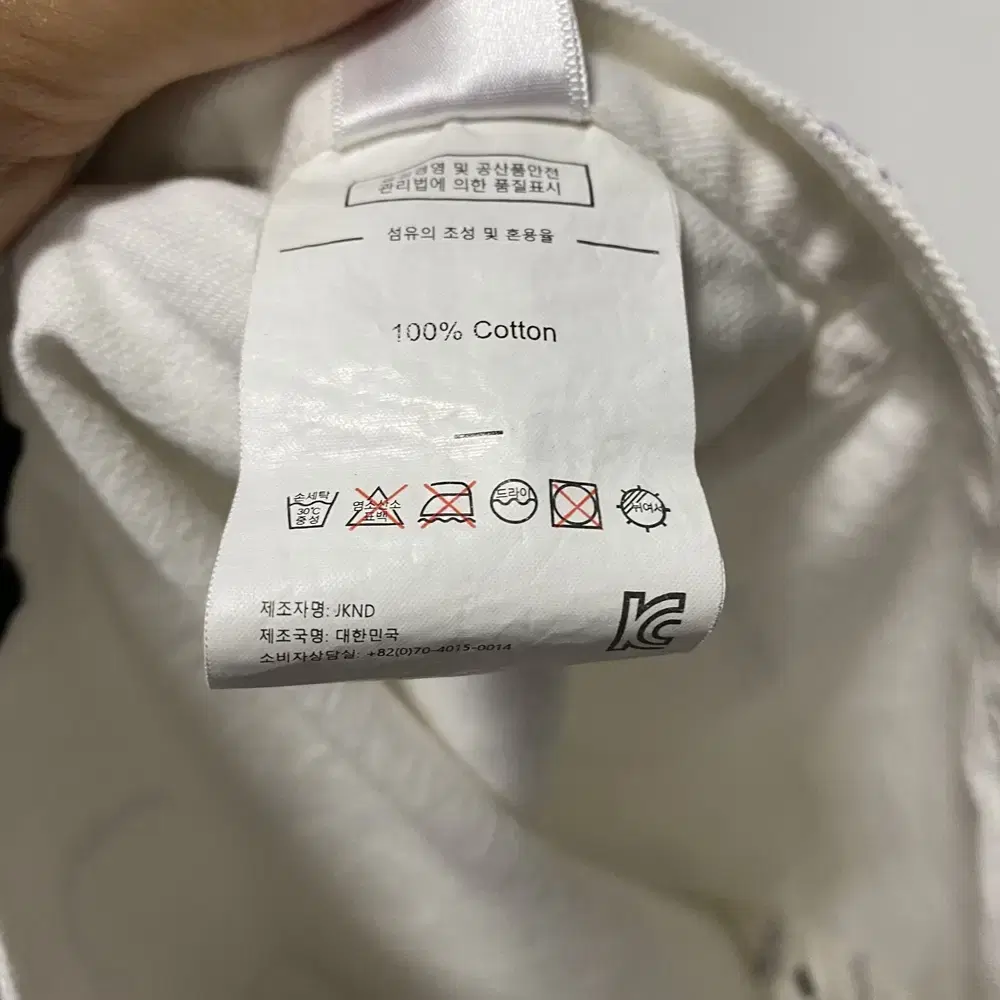 및 공산품안전
관리법에 의한 품질표시
섬유의 조성 및 혼용율
100% Cotton
손세탁
30℃
중성
염소산소
표백
드라이
뉘여서
제조자명: JKND
제조국명: 대한민국
소비자상담실: +82(0)70-4015-0014